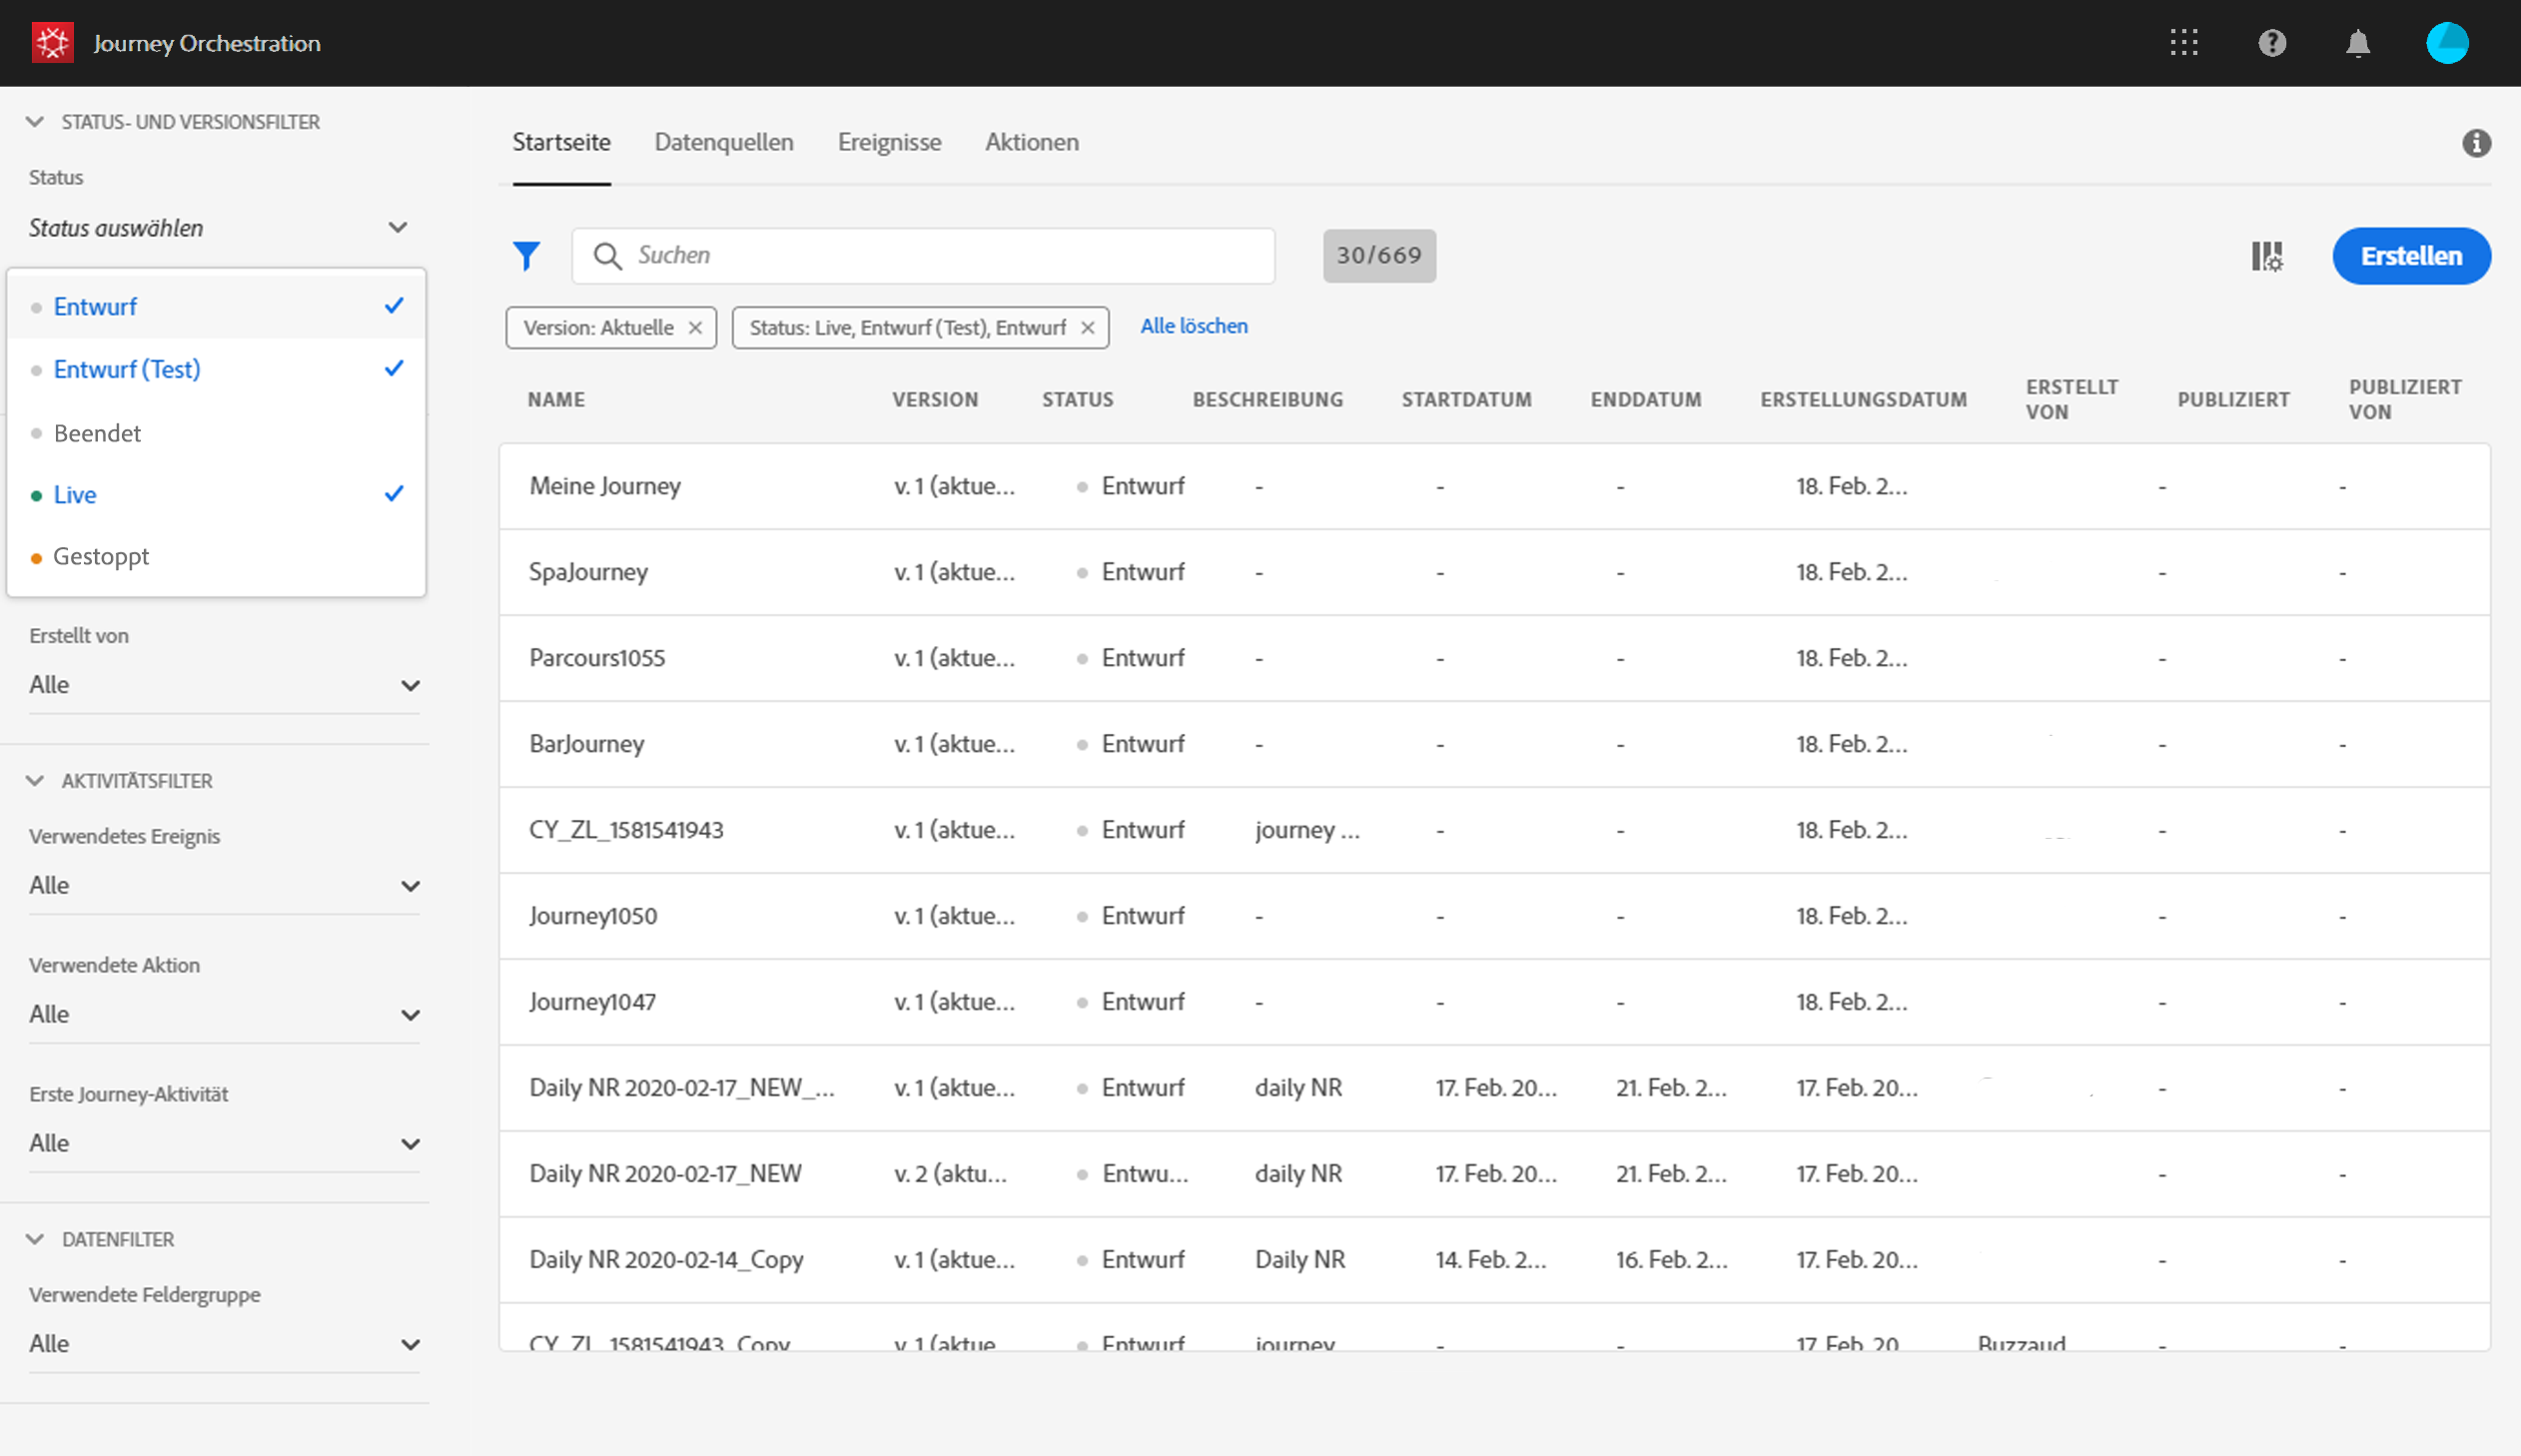 Journey Orchestration
STATUS- UND VERSIONSFILTER
Status
Status auswählen
Entwurf
Entwurf (Test)
Beendet
Live
Gestoppt
Erstellt von
Alle
AKTIVITÄTSFILTER
Verwendetes Ereignis
Alle
Verwendete Aktion
Alle
Erste Journey-Aktivität
Alle
DATENFILTER
Verwendete Feldergruppe
Alle
Startseite Datenquellen Ereignisse Aktionen
Suchen 30/669 Erstellen
Version: Aktuelle Status: Live, Entwurf (Test), Entwurf Alle löschen
NAME VERSION STATUS BESCHREIBUNG STARTDATUM ENDDATUM ERSTELLUNGSDATUM ERSTELLT VON PUBLIZIERT PUBLIZIERT VON
Meine Journey v. 1 (aktue... Entwurf - - - 18. Feb. 2... - -
SpaJourney v. 1 (aktue... Entwurf - - - 18. Feb. 2... - -
Parcours1055 v. 1 (aktue... Entwurf - - - 18. Feb. 2... - -
BarJourney v. 1 (aktue... Entwurf - - - 18. Feb. 2... - -
CY_ZL_1581541943 v. 1 (aktue... Entwurf journey ... - - 18. Feb. 2... - -
Journey1050 v. 1 (aktue... Entwurf - - - 18. Feb. 2... - -
Journey1047 v. 1 (aktue... Entwurf - - - 18. Feb. 2... - -
Daily NR 2020-02-17_NEW_... v. 1 (aktue... Entwurf daily NR 17. Feb. 20... 21. Feb. 2... 17. Feb. 20... - -
Daily NR 2020-02-17_NEW v. 2 (aktu... Entwu... daily NR 17. Feb. 20... 21. Feb. 2... 17. Feb. 20... - -
Daily NR 2020-02-14_Copy v. 1 (aktue... Entwurf Daily NR 14. Feb. 2... 16. Feb. 2... 17. Feb. 20... - -
CY_ZL_1581541943_Copy v. 1 (aktue Entwurf journey - - 17. Feb. 20 Buzzaud - -